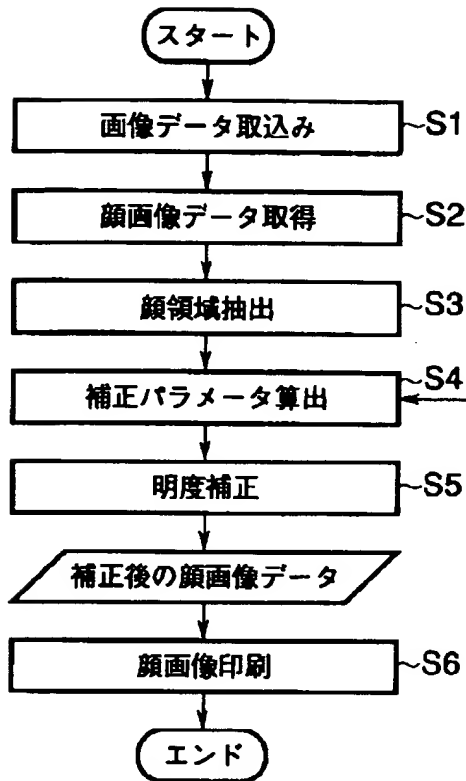 スタート
画像データ取込み ~S1
顔画像データ取得 ~S2
顔領域抽出 ~S3
補正パラメータ算出 ~S4
明度補正 ~S5
補正後の顔画像データ
顔画像印刷 ~S6
エンド